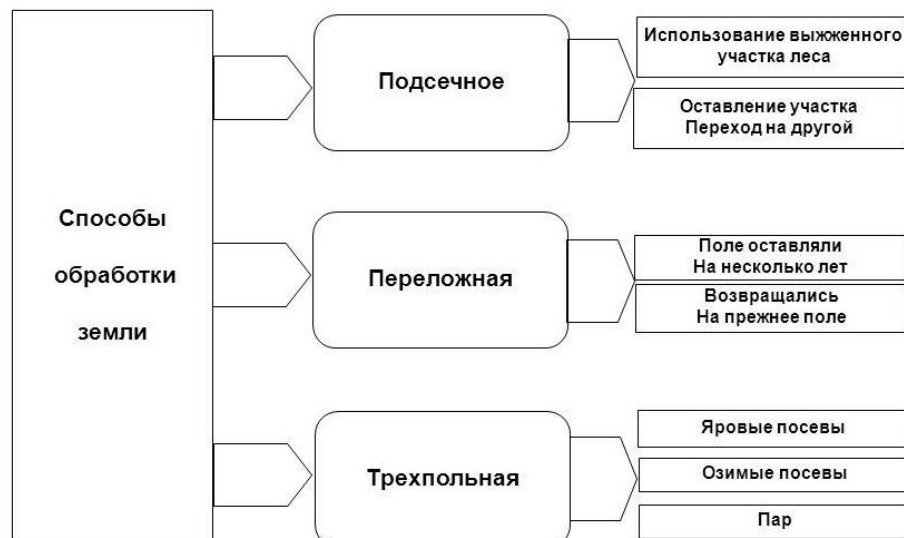 Способы
обработки
земли
Подсечное
Использование выжженного
участка леса
Оставление участка
Переход на другой
Переложная
Поле оставляли
На несколько лет
Возвращались
На прежнее поле
Трехпольная
Яровые посевы
Озимые посевы
Пар